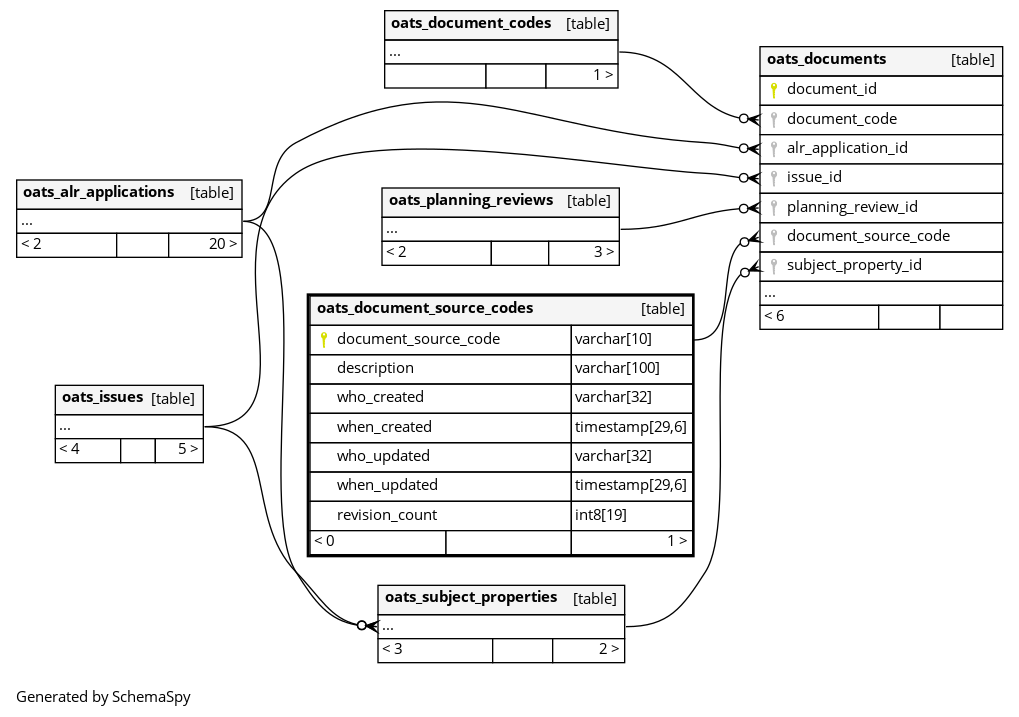 oats_document_codes [table]
...
1 >
oats_documents [table]
document_id
document_code
alr_application_id
issue_id
planning_review_id
document_source_code
subject_property_id
...
< 6
oats_alr_applications [table]
...
< 2 20 >
oats_planning_reviews [table]
...
< 2 3 >
oats_document_source_codes [table]
document_source_code varchar[10]
description varchar[100]
who_created varchar[32]
when_created timestamp[29,6]
who_updated varchar[32]
when_updated timestamp[29,6]
revision_count int8[19]
< 0 1 >
oats_issues [table]
...
< 4 5 >
oats_subject_properties [table]
...
< 3 2 >
Generated by SchemaSpy